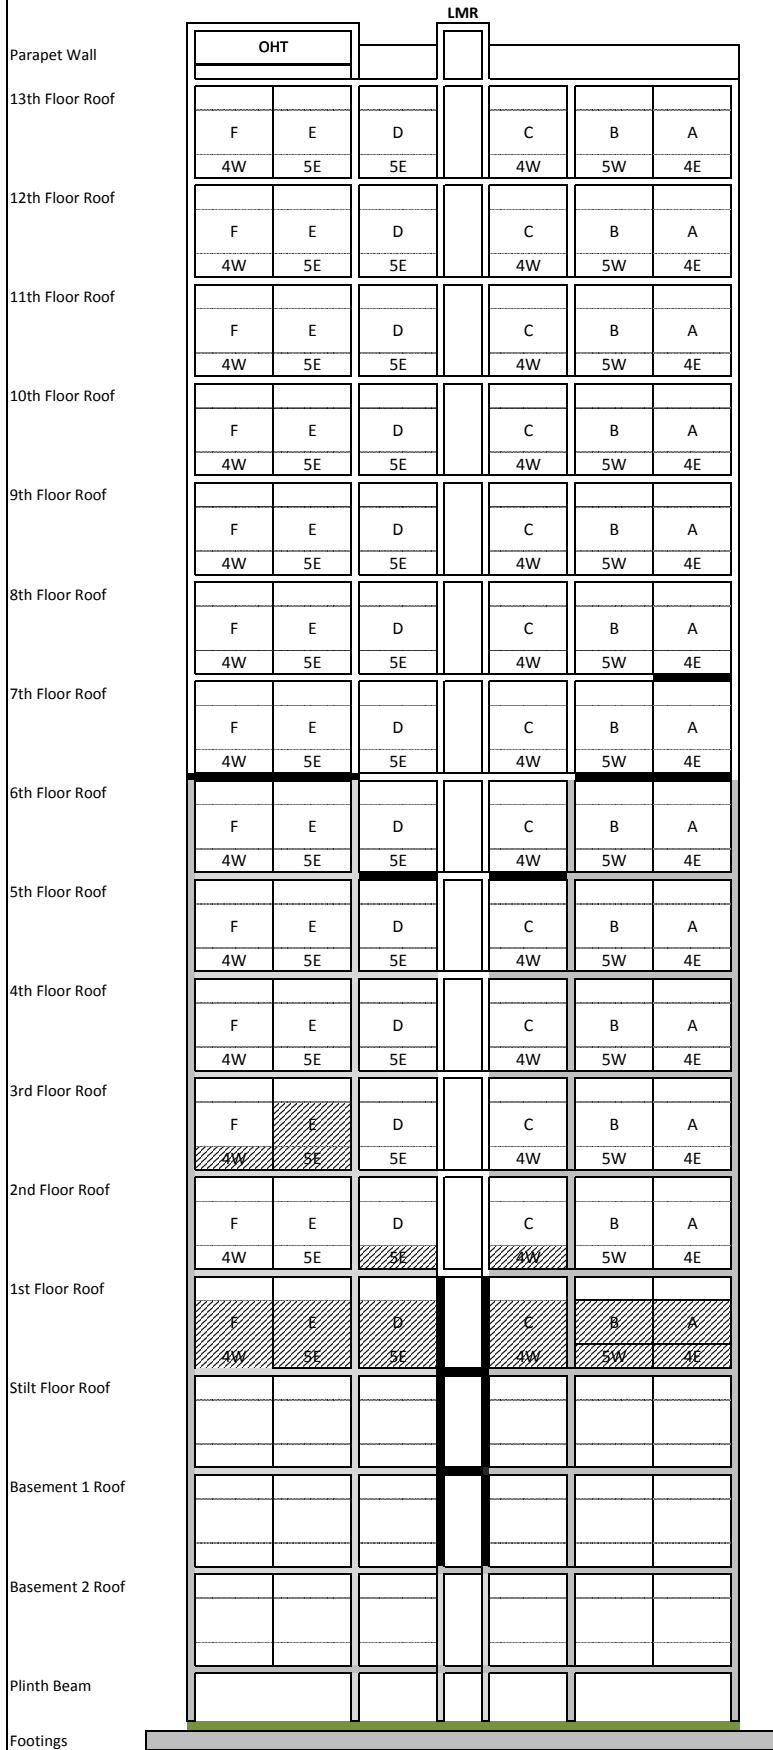 LMR
OHT
Parapet Wall
13th Floor Roof
F E D C B A
4W 5E 5E 4W 5W 4E
12th Floor Roof
F E D C B A
4W 5E 5E 4W 5W 4E
11th Floor Roof
F E D C B A
4W 5E 5E 4W 5W 4E
10th Floor Roof
F E D C B A
4W 5E 5E 4W 5W 4E
9th Floor Roof
F E D C B A
4W 5E 5E 4W 5W 4E
8th Floor Roof
F E D C B A
4W 5E 5E 4W 5W 4E
7th Floor Roof
F E D C B A
4W 5E 5E 4W 5W 4E
6th Floor Roof
F E D C B A
4W 5E 5E 4W 5W 4E
5th Floor Roof
F E D C B A
4W 5E 5E 4W 5W 4E
4th Floor Roof
F E D C B A
4W 5E 5E 4W 5W 4E
3rd Floor Roof
F E D C B A
4W 5E 5E 4W 5W 4E
2nd Floor Roof
F E D C B A
4W 5E 5E 4W 5W 4E
1st Floor Roof
F E D C B A
4W 5E 5E 4W 5W 4E
Stilt Floor Roof
Basement 1 Roof
Basement 2 Roof
Plinth Beam
Footings